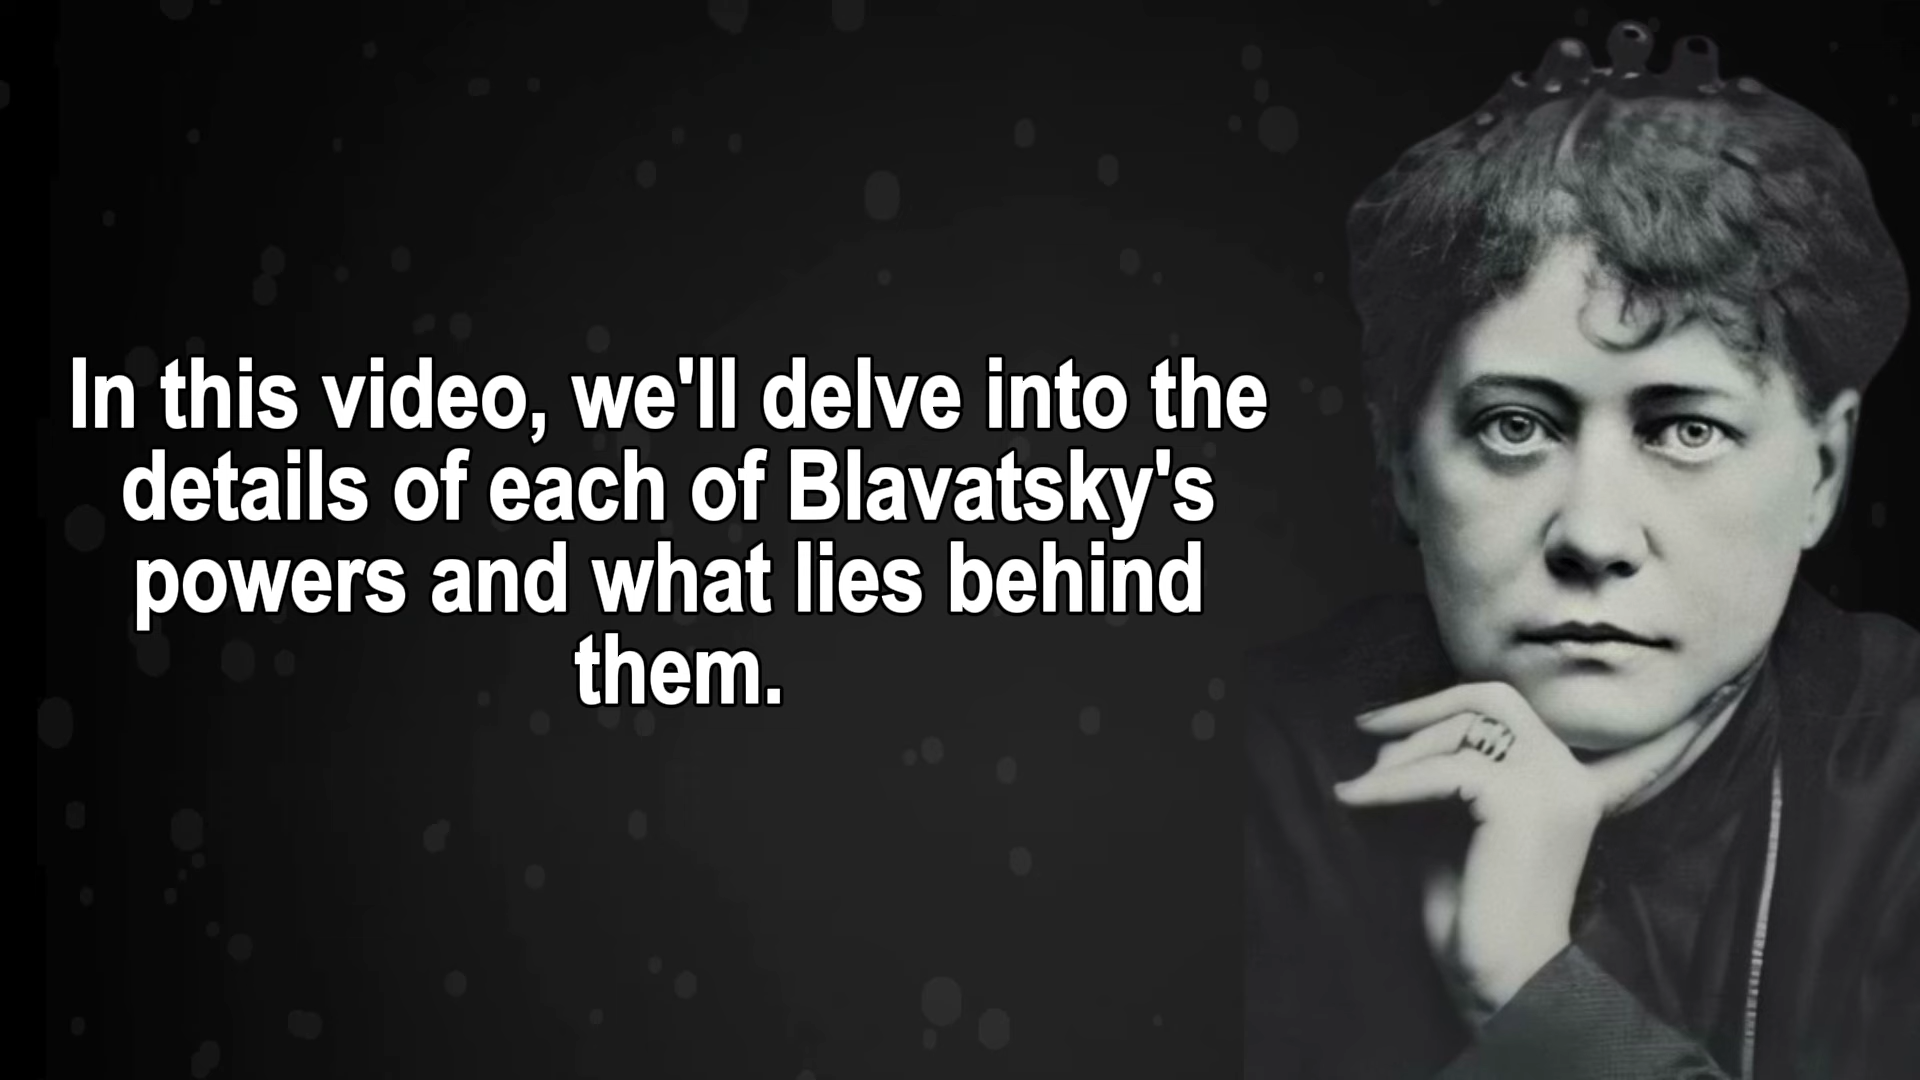 In this video, we'll delve into the
details of each of Blavatsky's
powers and what lies behind
them.